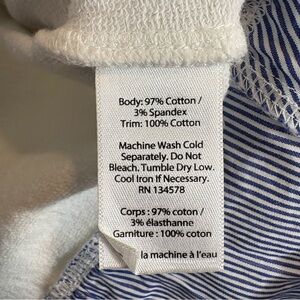 Body: 97% Cotton /
3% Spandex
Trim: 100% Cotton
Machine Wash Cold
Separately. Do Not
Bleach. Tumble Dry Low.
Cool Iron If Necessary.
RN 134578
Corps : 97% coton /
3% élasthanne
Garniture : 100% coton
la machine à l'eau